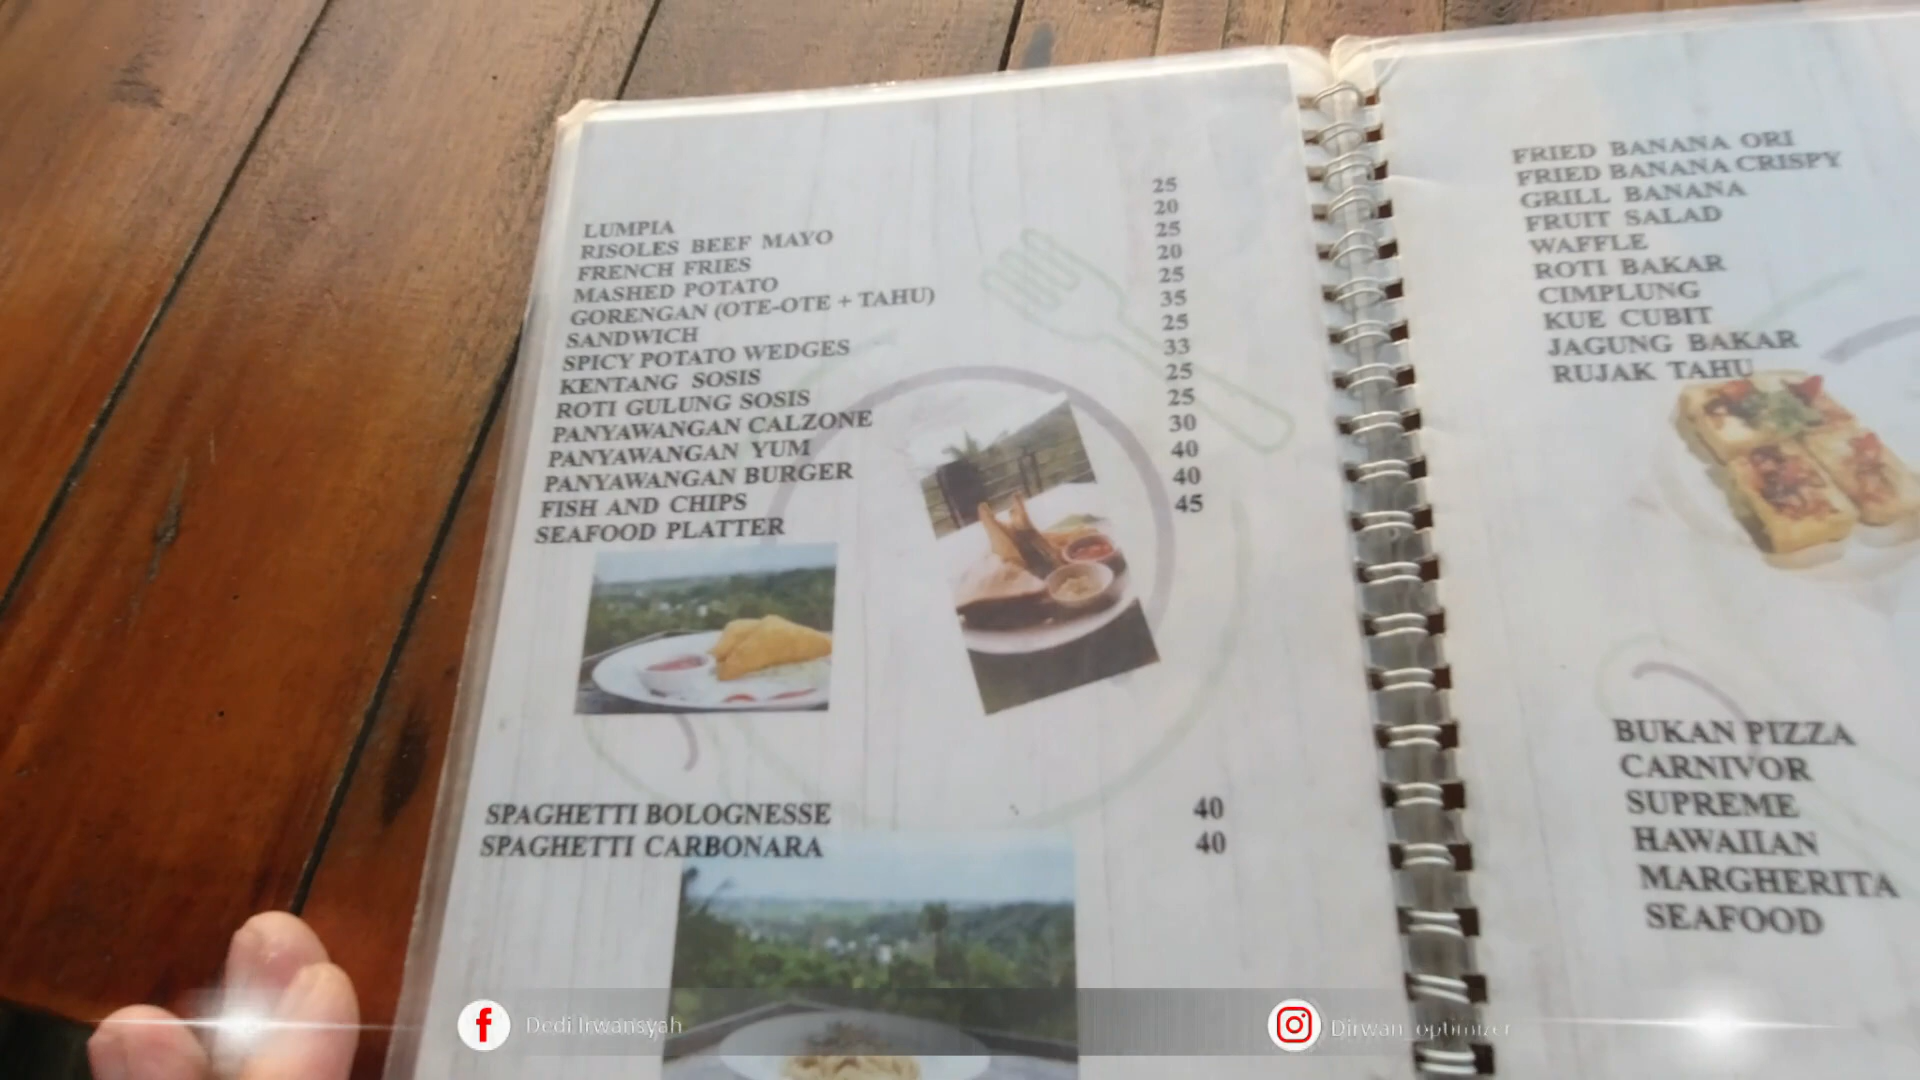 LUMPIA 25
RISOLES BEEF MAYO 20
FRENCH FRIES 25
MASHED POTATO 20
GORENGAN (OTE-OTE + TAHU) 25
SANDWICH 35
SPICY POTATO WEDGES 25
KENTANG SOSIS 33
ROTI GULUNG SOSIS 25
PANYAWANGAN CALZONE 25
PANYAWANGAN YUM 30
PANYAWANGAN BURGER 40
FISH AND CHIPS 40
SEAFOOD PLATTER 45
SPAGHETTI BOLOGNESSE 40
SPAGHETTI CARBONARA 40
FRIED BANANA ORI
FRIED BANANA CRISPY
GRILL BANANA
FRUIT SALAD
WAFFLE
ROTI BAKAR
CIMPLUNG
KUE CUBIT
JAGUNG BAKAR
RUJAK TAHU
BUKAN PIZZA
CARNIVOR
SUPREME
HAWAIIAN
MARGHERITA
SEAFOOD
Dedi Irwansyah
Dirwan_optimizer